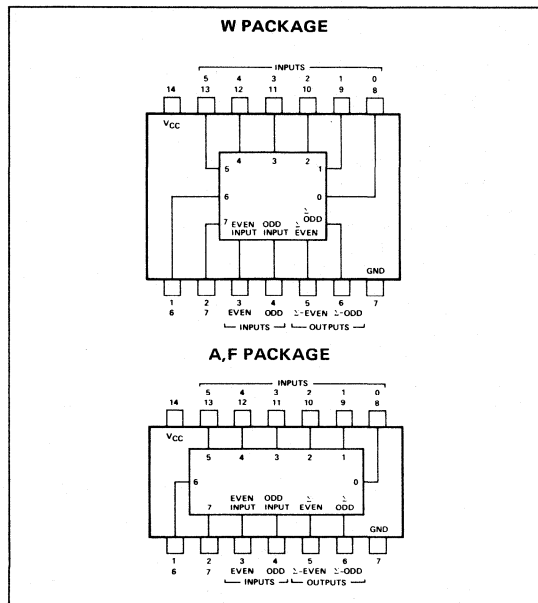 W PACKAGE
INPUTS
5 4 3 2 1 0
14 13 12 11 10 9 8
VCC
4 3 2
5 1
6 0
Σ
7 EVEN ODD ODD
INPUT INPUT Σ
EVEN
GND
1 2 3 4 5 6 7
6 7 EVEN ODD Σ-EVEN Σ-ODD
INPUTS OUTPUTS
A,F PACKAGE
INPUTS
5 4 3 2 1 0
14 13 12 11 10 9 8
VCC
5 4 3 2 1
6 0
EVEN ODD Σ Σ
7 INPUT INPUT EVEN ODD
GND
1 2 3 4 5 6 7
6 7 EVEN ODD Σ-EVEN Σ-ODD
INPUTS OUTPUTS